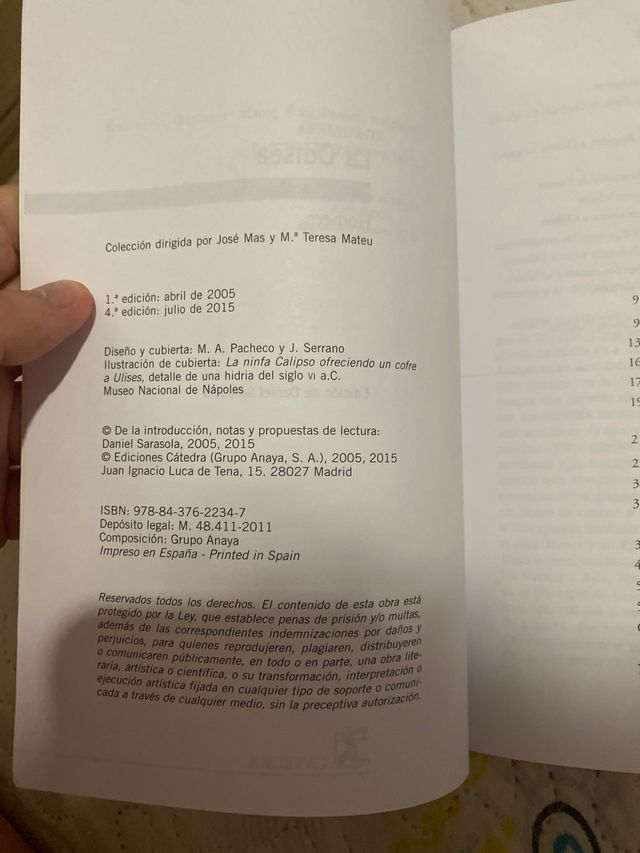 Colección dirigida por José Mas y M.ª Teresa Mateu
1.ª edición: abril de 2005
4.ª edición: julio de 2015
Diseño y cubierta: M. A. Pacheco y J. Serrano
Ilustración de cubierta: La ninfa Calipso ofreciendo un cofre
a Ulises, detalle de una hidria del siglo VI a.C.
Museo Nacional de Nápoles
© De la introducción, notas y propuestas de lectura:
Daniel Sarasola, 2005, 2015
© Ediciones Cátedra (Grupo Anaya, S. A.), 2005, 2015
Juan Ignacio Luca de Tena, 15. 28027 Madrid
ISBN: 978-84-376-2234-7
Depósito legal: M. 48.411-2011
Composición: Grupo Anaya
Impreso en España - Printed in Spain
Reservados todos los derechos. El contenido de esta obra está
protegido por la Ley, que establece penas de prisión y/o multas,
además de las correspondientes indemnizaciones por daños y
perjuicios, para quienes reprodujeren, plagiaren, distribuyeren
o comunicaren públicamente, en todo o en parte, una obra lite-
raria, artística o científica, o su transformación, interpretación o
ejecución artística fijada en cualquier tipo de soporte o comuni-
cada a través de cualquier medio, sin la preceptiva autorización.
9
9
13
16
17
19